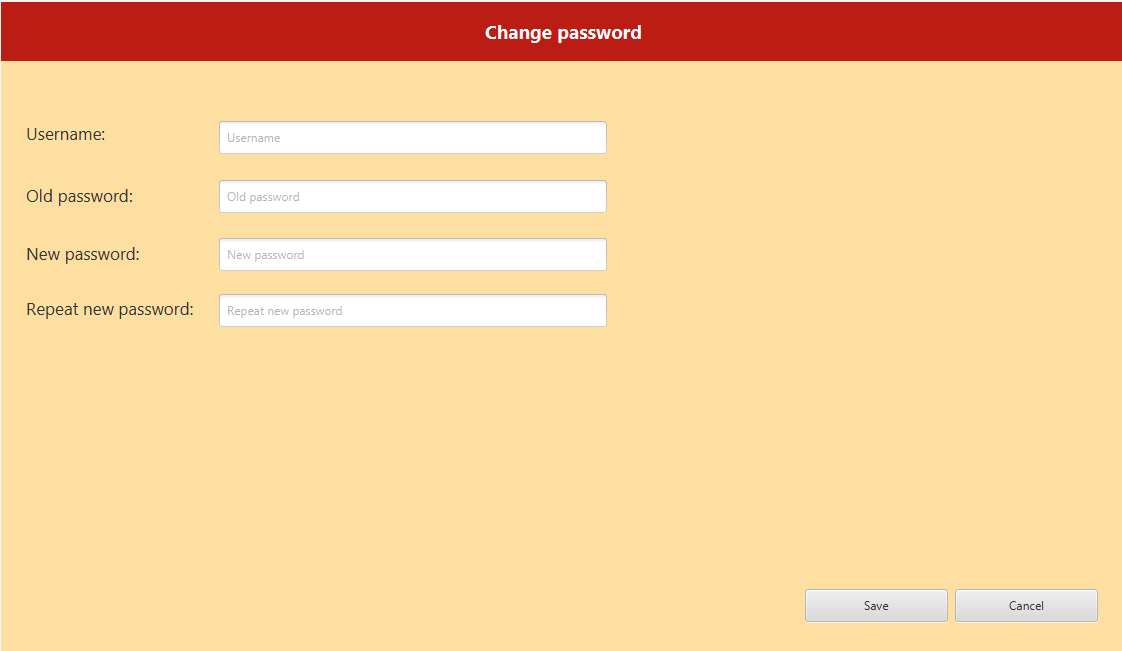 Change password
Username:
Username
Old password:
Old password
New password:
New password
Repeat new password:
Repeat new password
Save
Cancel